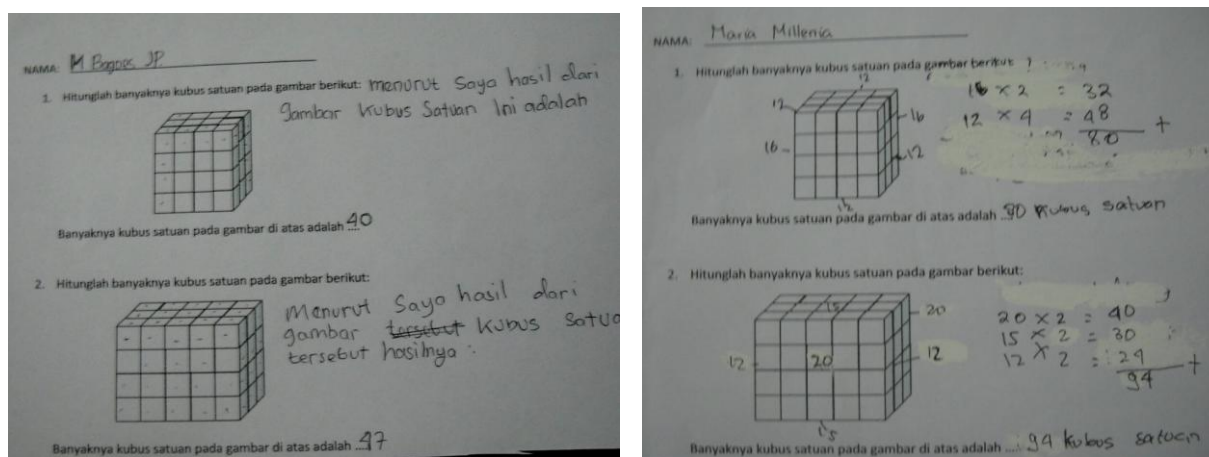 NAMA: M Bagoes JP
1. Hitunglah banyaknya kubus satuan pada gambar berikut: menurut Saya hasil dari
gambar kubus Satuan Ini adalah
Banyaknya kubus satuan pada gambar di atas adalah 40
2. Hitunglah banyaknya kubus satuan pada gambar berikut:
Menurut Saya hasil dari
gambar tersebut Kubus Satua
tersebut hasilnya :
Banyaknya kubus satuan pada gambar di atas adalah ...47
NAMA: Maria Millenia
1. Hitunglah banyaknya kubus satuan pada gambar berikut ?
12
12
16
16
12
12
16 × 2 = 32
12 × 4 = 48 +
80
Banyaknya kubus satuan pada gambar di atas adalah ..80 Kubus satuan
2. Hitunglah banyaknya kubus satuan pada gambar berikut:
15
20
12
20
12
15
20 × 2 = 40
15 × 2 = 30
12 × 2 = 24 +
94
Banyaknya kubus satuan pada gambar di atas adalah ....94 kubus satuan